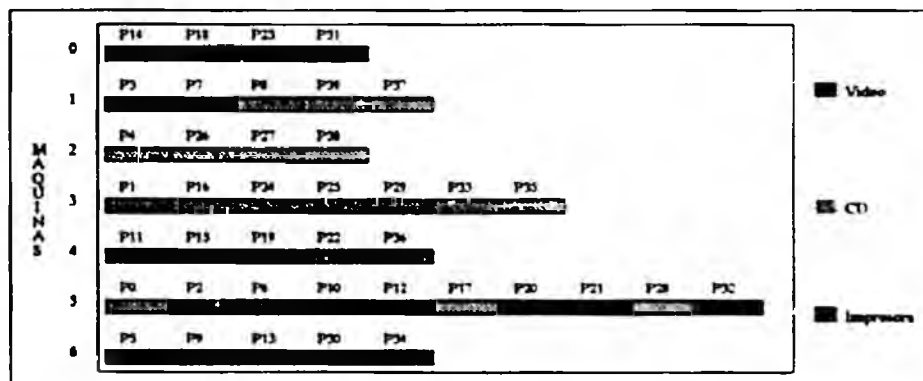 P14 P18 P23 P31
0
P3 P7 P8 P37
1
Video
P4 P26 P27 P38
2
MAQUINAS
P1 P16 P24 P25 P29 P33 P35
3
CD
P11 P15 P19 P22 P36
4
P0 P2 P6 P10 P12 P17 P20 P21 P28 P32
5
Impresora
P5 P9 P13 P30 P34
6